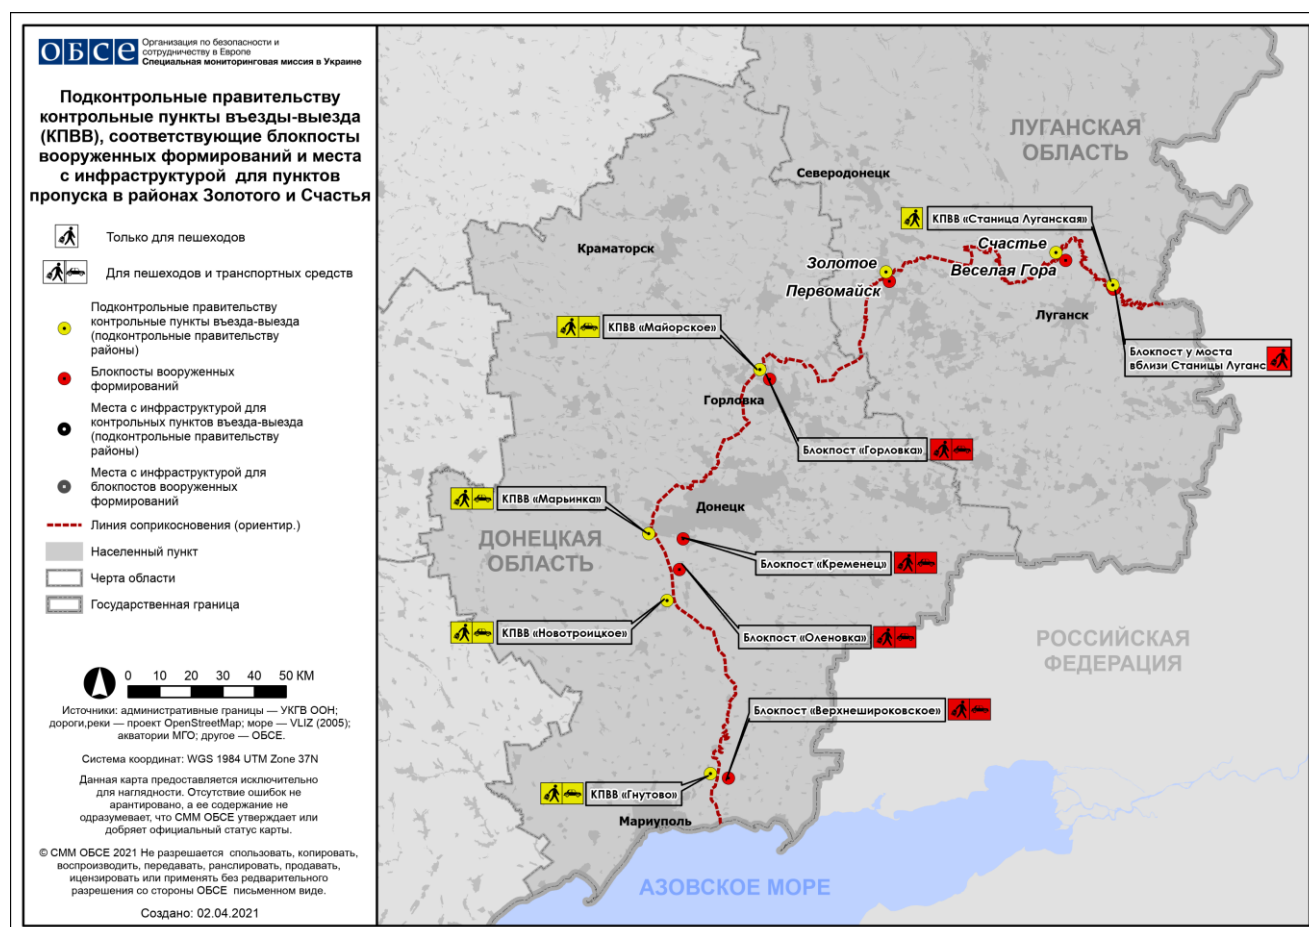 ОБСЕ
Организация по безопасности и
сотрудничеству в Европе
Специальная мониторинговая миссия в Украине
Подконтрольные правительству
контрольные пункты въезды-выезда
(КПВВ), соответствующие блокпосты
вооруженных формирований и места
с инфраструктурой для пунктов
пропуска в районах Золотого и Счастья
Только для пешеходов
Для пешеходов и транспортных средств
Подконтрольные правительству
контрольные пункты въезда-выезда
(подконтрольные правительству
районы)
Блокпосты вооруженных
формирований
Места с инфраструктурой для
контрольных пунктов въезда-выезда
(подконтрольные правительству
районы)
Места с инфраструктурой для
блокпостов вооруженных
формирований
Линия соприкосновения (ориентир.)
Населенный пункт
Черта области
Государственная граница
0 10 20 30 40 50 КМ
Источники: административные границы — УКГВ ООН;
дороги,реки — проект OpenStreetMap; море — VLIZ (2005);
акватории МГО; другое — ОБСЕ.
Система координат: WGS 1984 UTM Zone 37N
Данная карта предоставляется исключительно
для наглядности. Отсутствие ошибок не
арантировано, а ее содержание не
одразумевает, что СММ ОБСЕ утверждает или
добряет официальный статус карты.
© СММ ОБСЕ 2021 Не разрешается спользовать, копировать,
воспроизводить, передавать, ранслировать, продавать,
ицензировать или применять без редварительного
разрешения со стороны ОБСЕ письменном виде.
Создано: 02.04.2021
ЛУГАНСКАЯ
ОБЛАСТЬ
Северодонецк
КПВВ «Станица Луганская»
Краматорск
Счастье
Золотое
Веселая Гора
Первомайск
Луганск
КПВВ «Майорское»
Блокпост у моста
вблизи Станицы Луганс
Горловка
Блокпост «Горловка»
КПВВ «Марьинка»
Донецк
ДОНЕЦКАЯ
ОБЛАСТЬ
Блокпост «Кременец»
КПВВ «Новотроицкое»
Блокпост «Оленовка»
РОССИЙСКАЯ
ФЕДЕРАЦИЯ
Блокпост «Верхнешироковское»
КПВВ «Гнутово»
Мариуполь
АЗОВСКОЕ МОРЕ